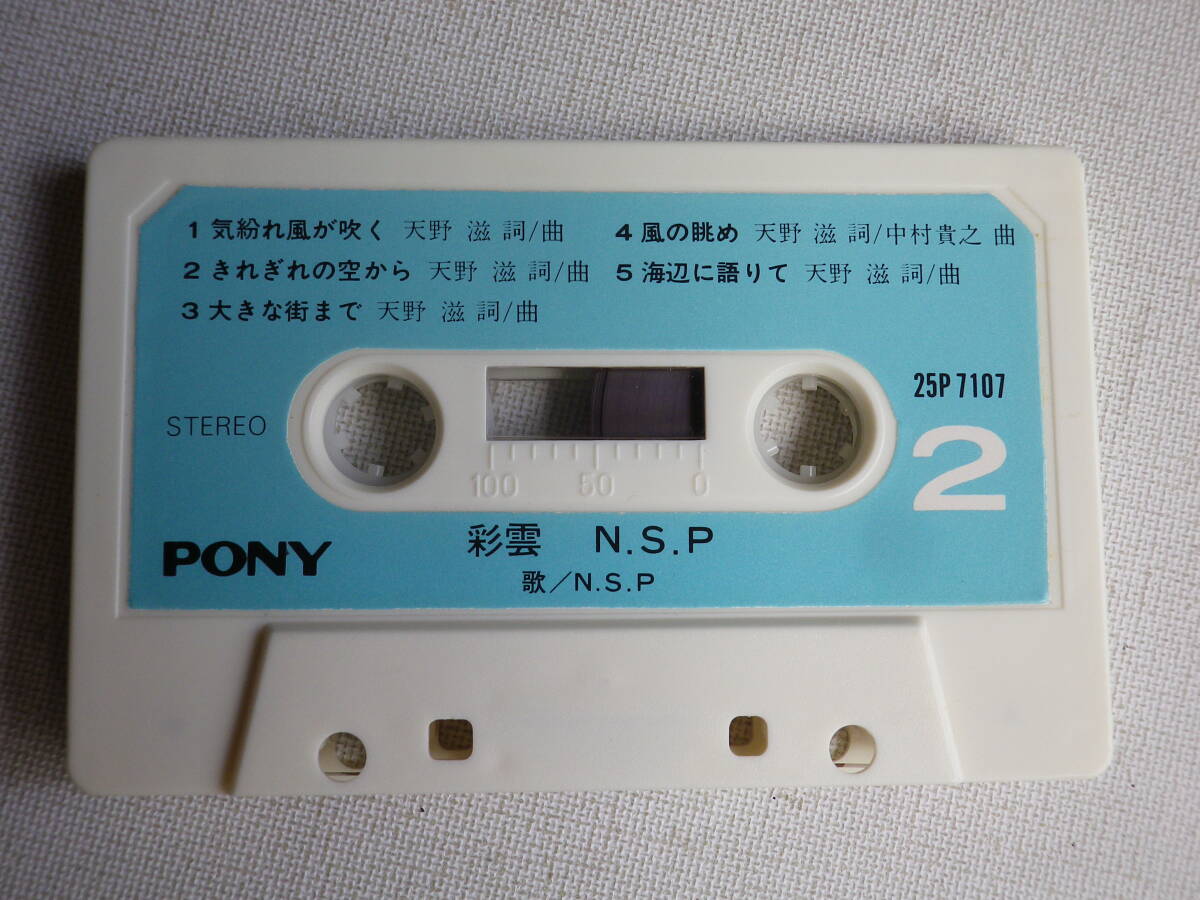 1 気紛れ風が吹く 天野 滋 詞/曲
2 きれぎれの空から 天野 滋 詞/曲
3 大きな街まで 天野 滋 詞/曲
4 風の眺め 天野 滋 詞/中村貴之 曲
5 海辺に語りて 天野 滋 詞/曲
STEREO
25P 7107
2
100 50 0
PONY
彩雲 N.S.P
歌/N.S.P